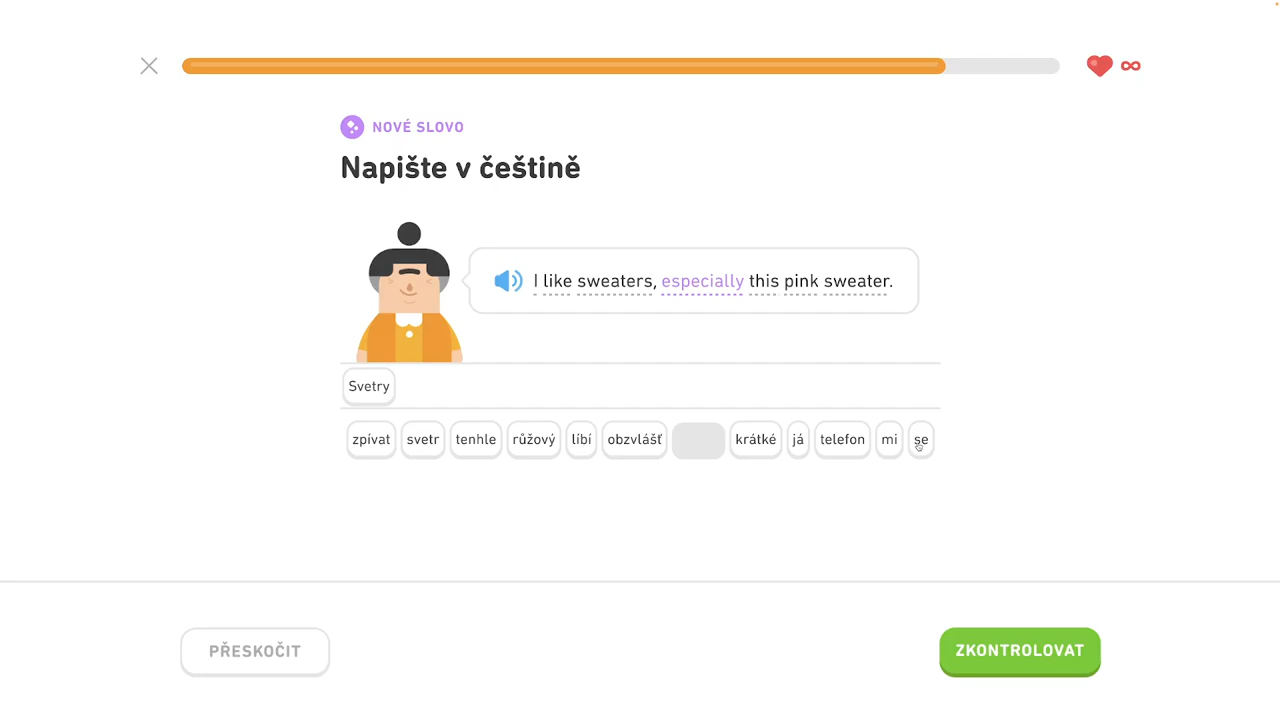 NOVÉ SLOVO
Napište v češtině
I like sweaters, especially this pink sweater.
Svetry
zpívat svetr tenhle růžový líbí obzvlášť krátké já telefon mi se
PŘESKOČIT
ZKONTROLOVAT